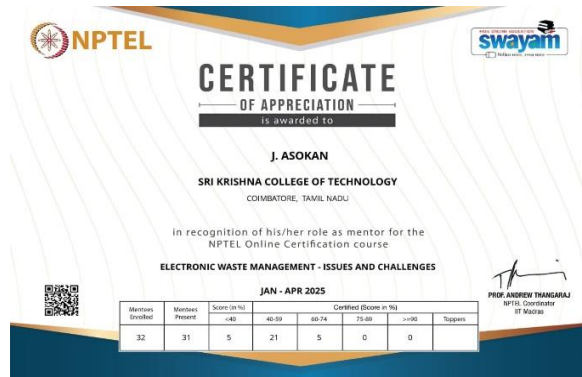 NPTEL
FREE ONLINE EDUCATION
swayam
CERTIFICATE
OF APPRECIATION
is awarded to
J. ASOKAN
SRI KRISHNA COLLEGE OF TECHNOLOGY
COIMBATORE, TAMIL NADU
in recognition of his/her role as mentor for the
NPTEL Online Certification course
ELECTRONIC WASTE MANAGEMENT - ISSUES AND CHALLENGES
JAN - APR 2025
PROF. ANDREW THANGARAJ
NPTEL Coordinator
IIT Madras
Mentees Enrolled Mentees Present Score (in %) Certified (Score in %)
<40 40-59 60-74 75-89 >=90 Toppers
32 31 5 21 5 0 0